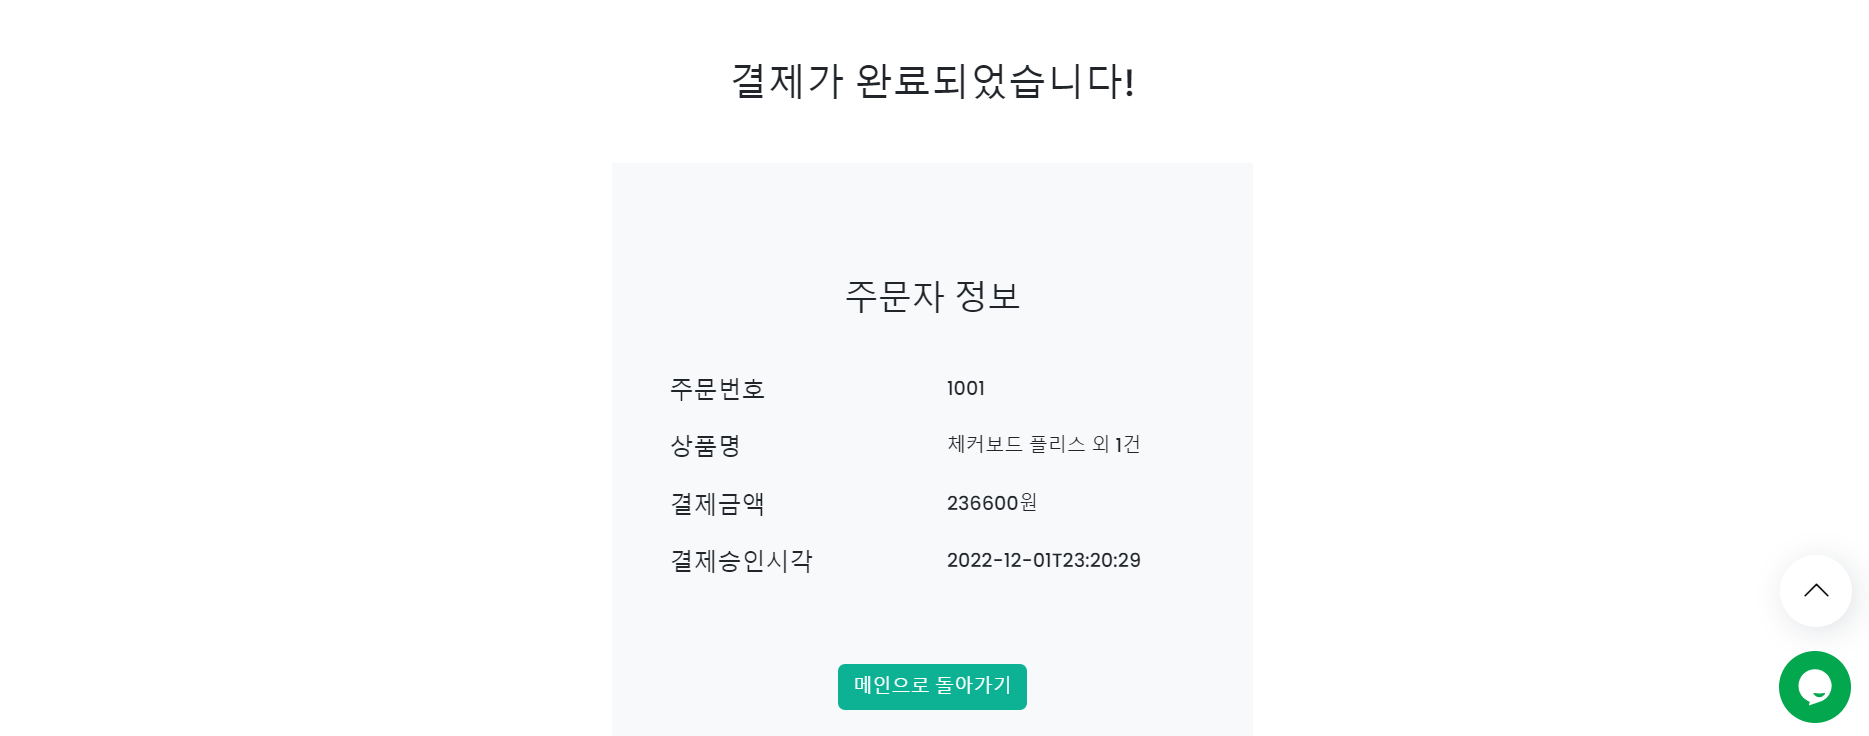 결제가 완료되었습니다!
주문자 정보
주문번호 1001
상품명 체커보드 플리스 외 1건
결제금액 236600원
결제승인시각 2022-12-01T23:20:29
메인으로 돌아가기